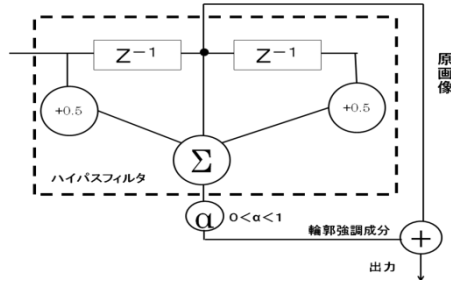 Z⁻¹
Z⁻¹
原画像
+0.5
+0.5
Σ
ハイパスフィルタ
α
0<α<1
輪郭強調成分
+
出力